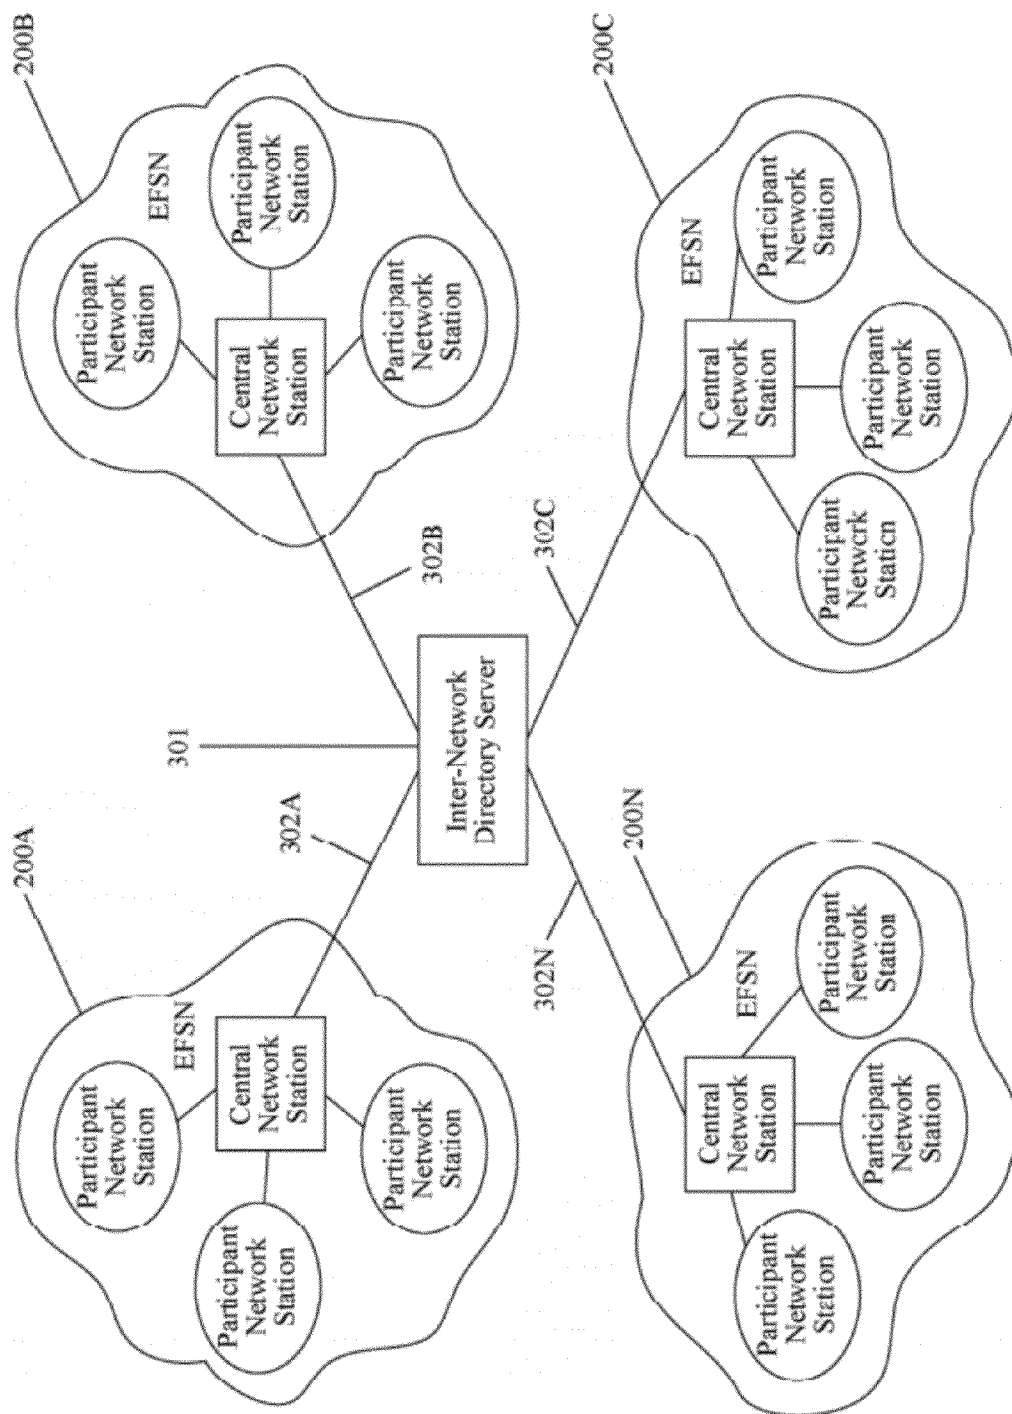 200A
EFSN
Participant
Network
Station
Participant
Network
Station
Central
Network
Station
Participant
Network
Station
302A
301
200B
EFSN
Participant
Network
Station
Central
Network
Station
Participant
Network
Station
Participant
Network
Station
302B
Inter-Network
Directory Server
302N
302C
200N
EFSN
Central
Network
Station
Participant
Network
Station
Participant
Network
Station
Participant
Network
Station
200C
EFSN
Central
Network
Station
Participant
Network
Station
Participant
Network
Station
Participant
Network
Station